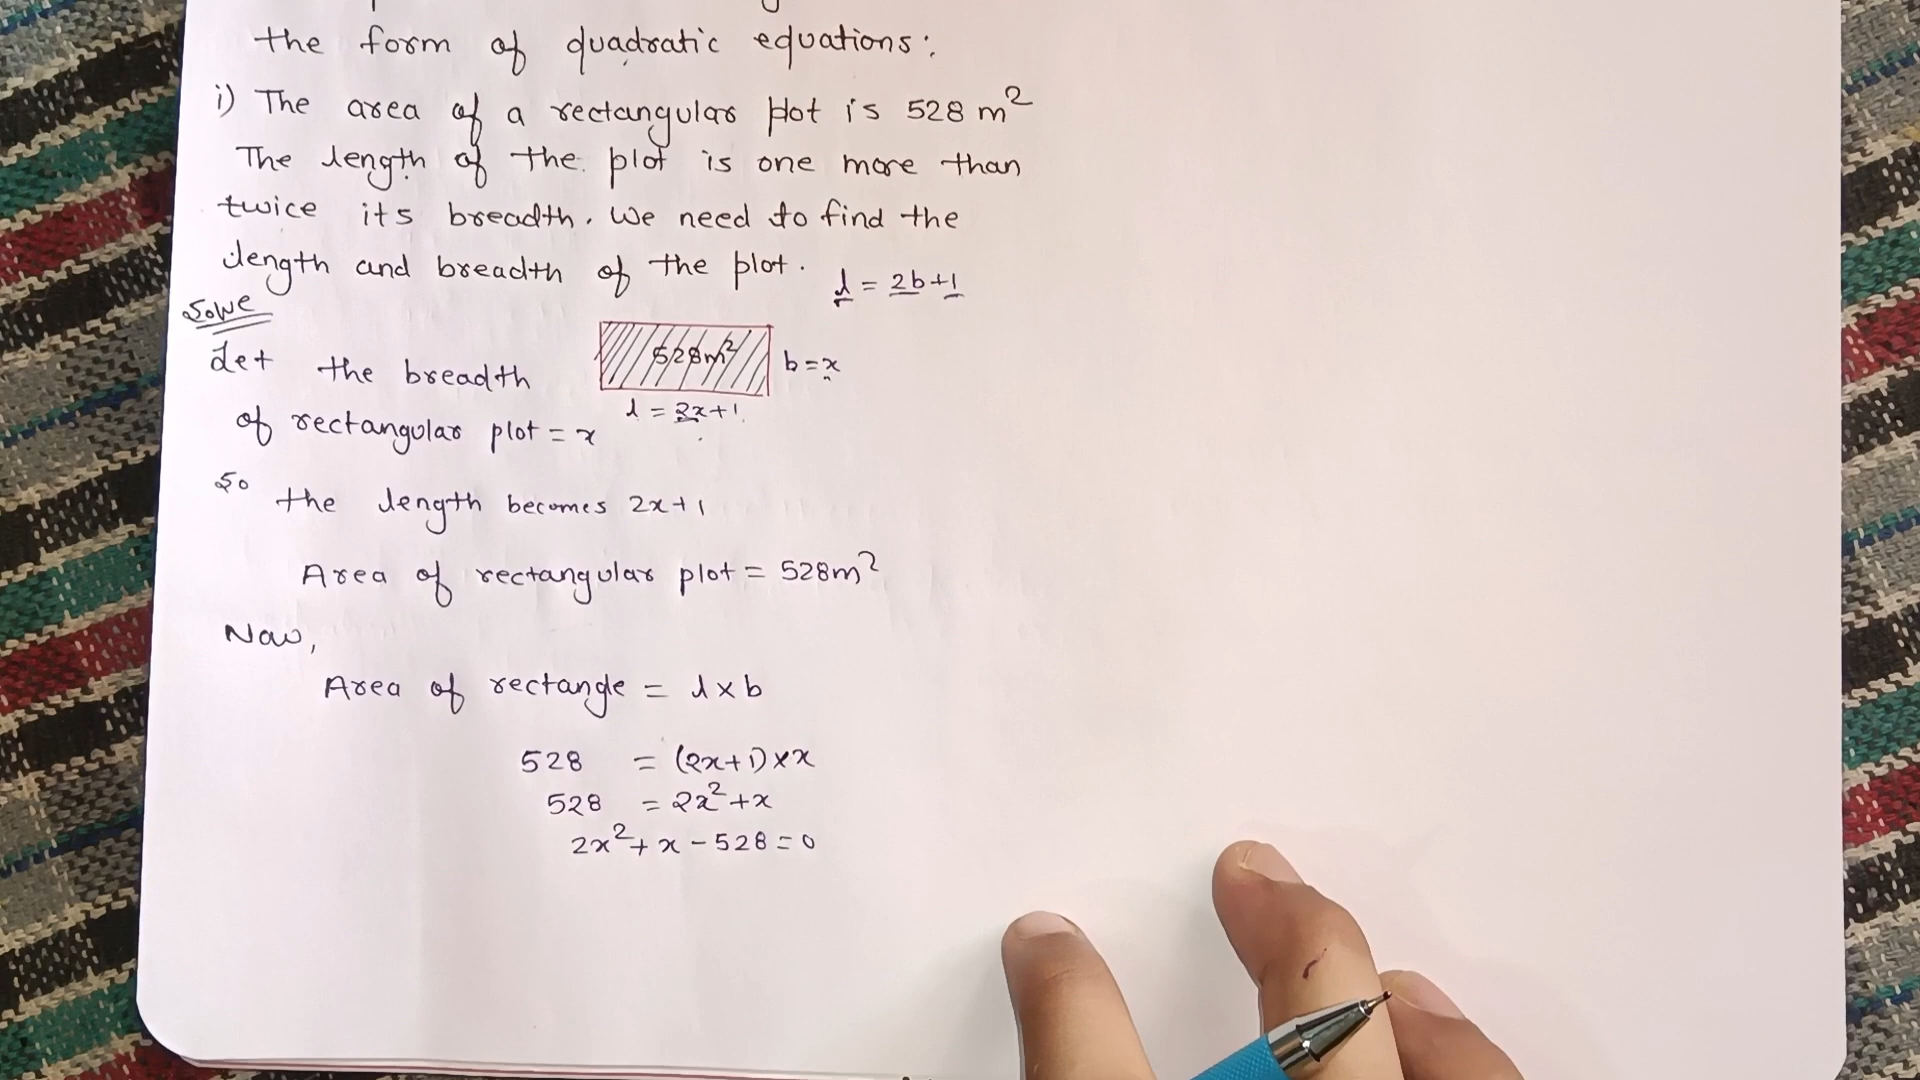 the form of quadratic equations:
i) The area of a rectangular plot is 528 m²
The length of the plot is one more than
twice its breadth. We need to find the
length and breadth of the plot.
l = 2b+1
Solve
Let the breadth
of rectangular plot = x
528m²
b = x
l = 2x+1
So the length becomes 2x+1
Area of rectangular plot = 528m²
Now,
Area of rectangle = l×b
528 = (2x+1)×x
528 = 2x²+x
2x²+x-528=0